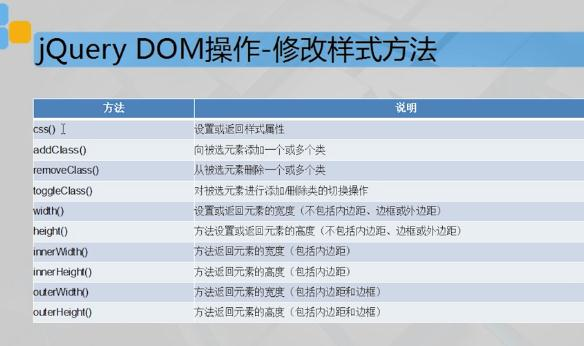 jQuery DOM操作-修改样式方法
方法 说明
css() 设置或返回样式属性
addClass() 向被选元素添加一个或多个类
removeClass() 从被选元素删除一个或多个类
toggleClass() 对被选元素进行添加/删除类的切换操作
width() 设置或返回元素的宽度（不包括内边距、边框或外边距）
height() 方法设置或返回元素的高度（不包括内边距、边框或外边距）
innerWidth() 方法返回元素的宽度（包括内边距）
innerHeight() 方法返回元素的高度（包括内边距）
outerWidth() 方法返回元素的宽度（包括内边距和边框）
outerHeight() 方法返回元素的高度（包括内边距和边框）